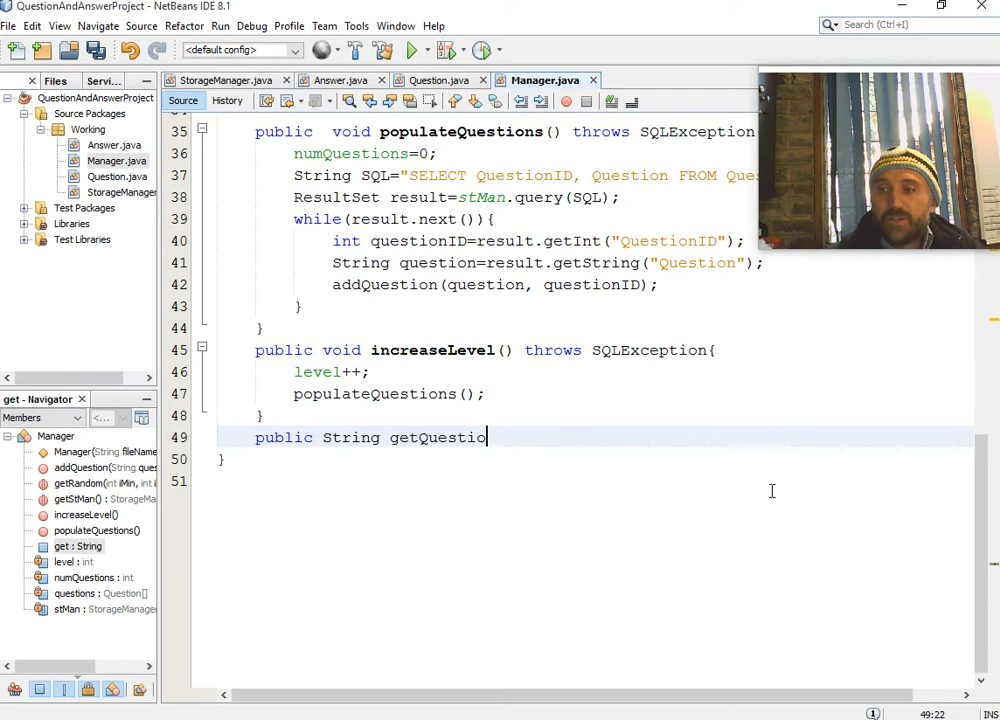 QuestionAndAnswerProject - NetBeans IDE 8.1
File Edit View Navigate Source Refactor Run Debug Profile Team Tools Window Help
<default config>
Search (Ctrl+I)
Files Servi...
StorageManager.java Answer.java Question.java Manager.java
QuestionAndAnswerProject
Source Packages
Working
Answer.java
Manager.java
Question.java
StorageManager
Test Packages
Libraries
Test Libraries
Source History
35 public void populateQuestions() throws SQLException
36 numQuestions=0;
37 String SQL="SELECT QuestionID, Question FROM Que
38 ResultSet result=stMan.query(SQL);
39 while(result.next()){
40 int questionID=result.getInt("QuestionID");
41 String question=result.getString("Question");
42 addQuestion(question, questionID);
43 }
44 }
45 public void increaseLevel() throws SQLException{
46 level++;
47 populateQuestions();
48 }
49 public String getQuestio
50 }
51
get - Navigator
Members <...
Manager
Manager(String fileName
addQuestion(String ques
getRandom(int iMin, int i
getStMan() : StorageMa
increaseLevel()
populateQuestions()
get : String
level : int
numQuestions : int
questions : Question[]
stMan : StorageManage
1 49:22 INS